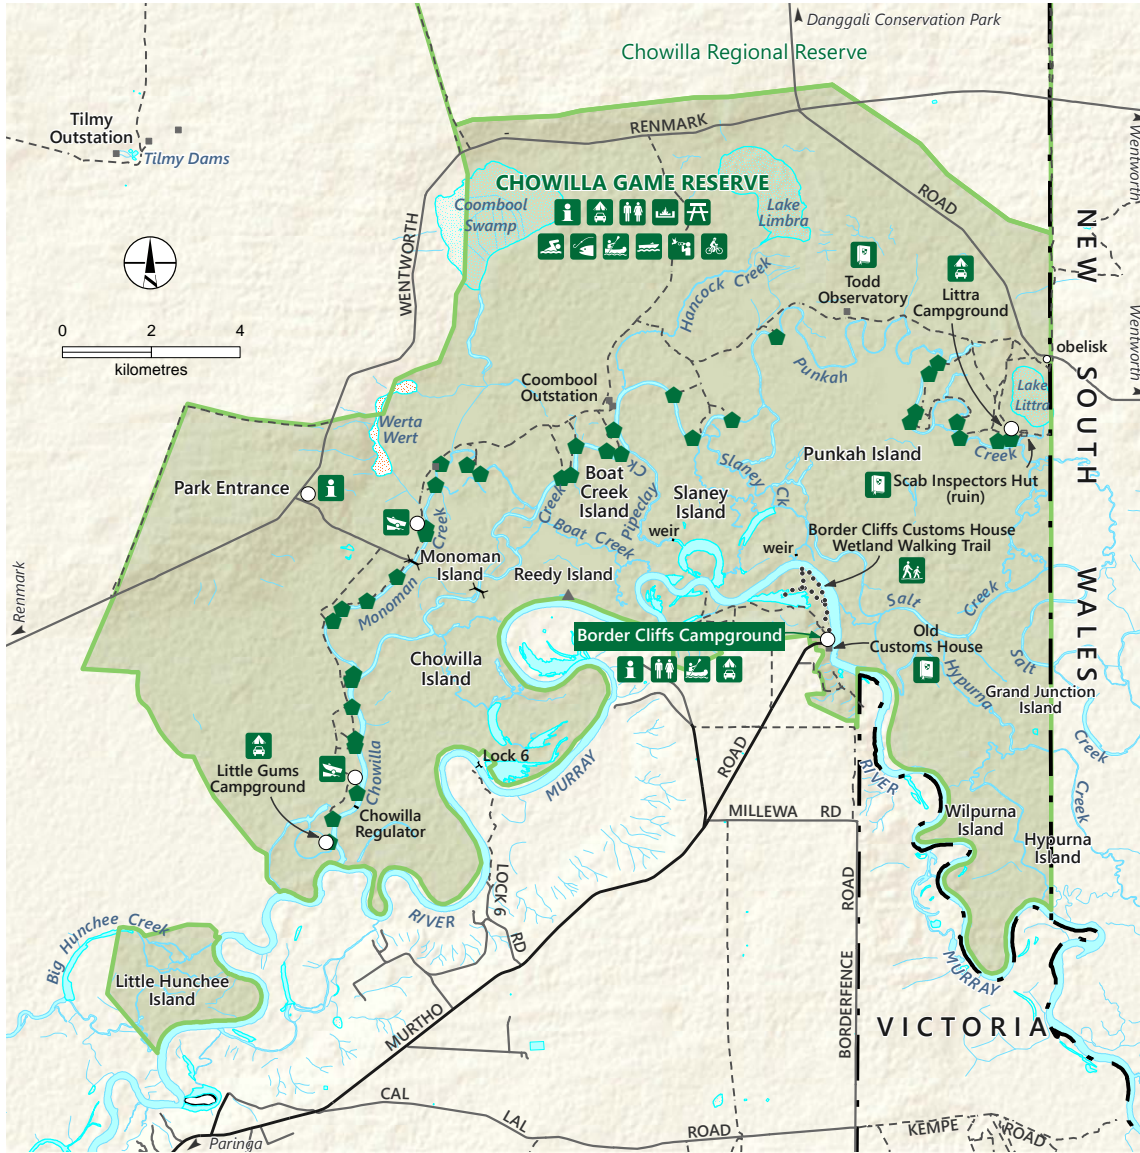 Danggali Conservation Park
Chowilla Regional Reserve
Tilmy
Outstation
Tilmy Dams
RENMARK
ROAD
WENTWORTH
Wentworth
Wentworth
CHOWILLA GAME RESERVE
Coombool
Swamp
Lake
Limbra
N
0 2 4
kilometres
Hancock Creek
Todd
Observatory
Littra
Campground
obelisk
NEW SOUTH WALES
Punkah
Lake
Littra
Creek
Coombool
Outstation
Werta
Wert
Park Entrance
Punkah Island
Scab Inspectors Hut
(ruin)
Slaney
Ck
Boat
Creek
Island
Slaney
Island
Pipeclay
Ck
Creek
Boat Creek
weir
weir
Border Cliffs Customs House
Wetland Walking Trail
Monoman
Island
Monoman
Creek
Reedy Island
Renmark
Salt
Creek
Border Cliffs Campground
Old
Customs House
Chowilla
Island
Hypurna
Salt
Creek
Grand Junction
Island
Creek
Little Gums
Campground
Chowilla
Chowilla
Regulator
Lock 6
MURRAY
ROAD
RIVER
MILLEWA RD
Wilpurna
Island
Hypurna
Island
LOCK 6
RD
RIVER
Big Hunchee Creek
Little Hunchee
Island
MURTHO
BORDERFENCE
ROAD
MURRAY
VICTORIA
CAL
LAL
ROAD
KEMPE
ROAD
Paringa